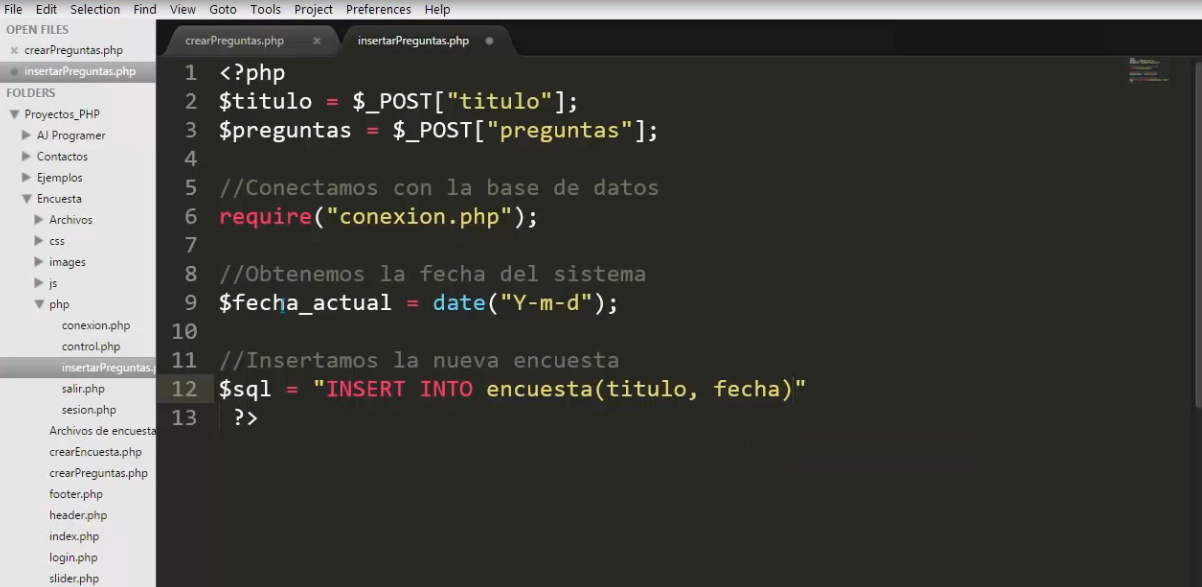 File Edit Selection Find View Goto Tools Project Preferences Help
OPEN FILES
crearPreguntas.php
insertarPreguntas.php
FOLDERS
Proyectos_PHP
AJ Programer
Contactos
Ejemplos
Encuesta
Archivos
css
images
js
php
conexion.php
control.php
insertarPreguntas.p
salir.php
sesion.php
Archivos de encuesta
crearEncuesta.php
crearPreguntas.php
footer.php
header.php
index.php
login.php
slider.php
crearPreguntas.php insertarPreguntas.php
1 <?php
2 $titulo = $_POST["titulo"];
3 $preguntas = $_POST["preguntas"];
4
5 //Conectamos con la base de datos
6 require("conexion.php");
7
8 //Obtenemos la fecha del sistema
9 $fecha_actual = date("Y-m-d");
10
11 //Insertamos la nueva encuesta
12 $sql = "INSERT INTO encuesta(titulo, fecha)"
13 ?>